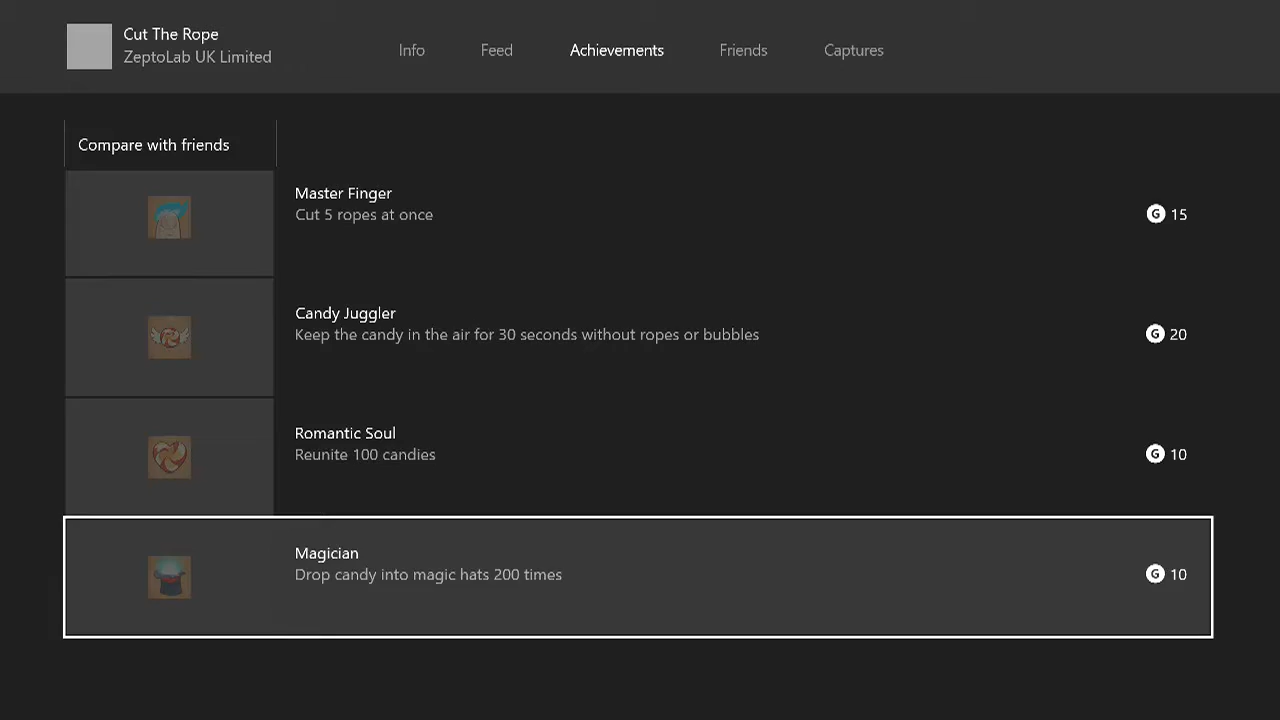 Cut The Rope
ZeptoLab UK Limited
Info
Feed
Achievements
Friends
Captures
Compare with friends
Master Finger
Cut 5 ropes at once
G 15
Candy Juggler
Keep the candy in the air for 30 seconds without ropes or bubbles
G 20
Romantic Soul
Reunite 100 candies
G 10
Magician
Drop candy into magic hats 200 times
G 10